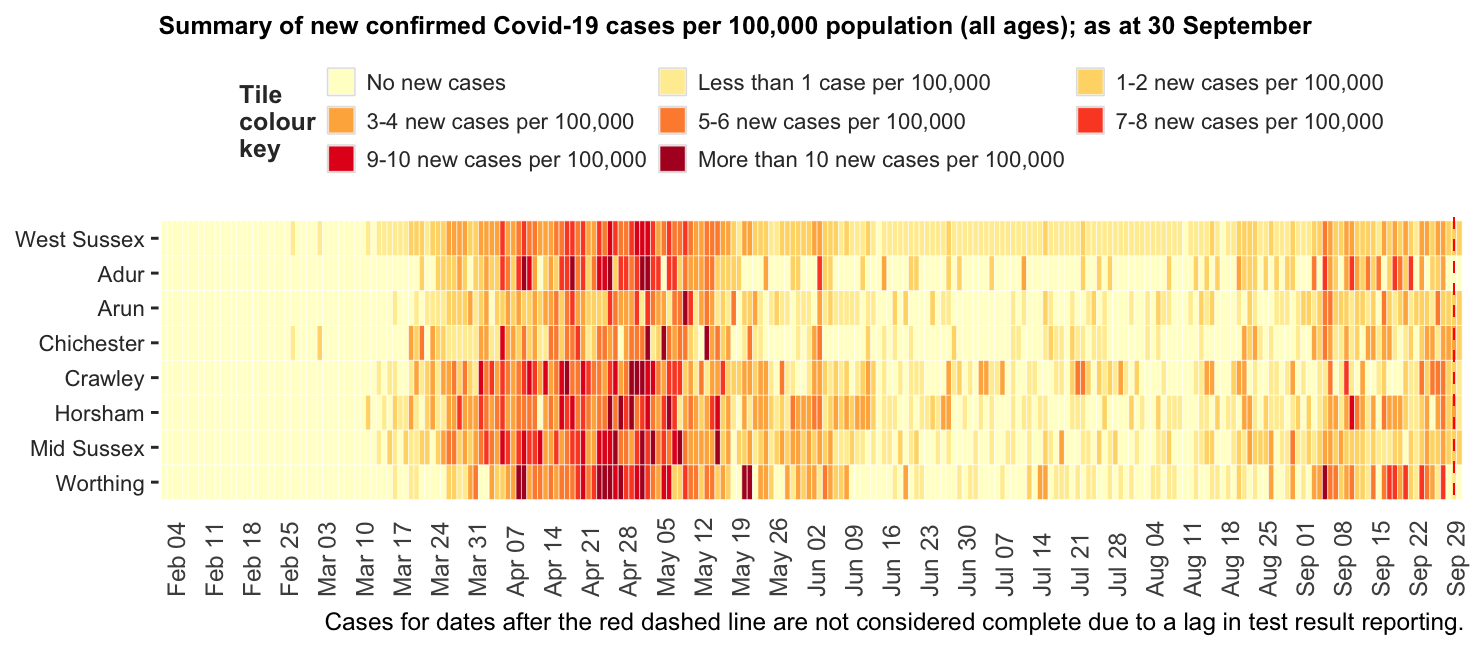 Summary of new confirmed Covid-19 cases per 100,000 population (all ages); as at 30 September
Tile
colour
key
No new cases
Less than 1 case per 100,000
1-2 new cases per 100,000
3-4 new cases per 100,000
5-6 new cases per 100,000
7-8 new cases per 100,000
9-10 new cases per 100,000
More than 10 new cases per 100,000
West Sussex
Adur
Arun
Chichester
Crawley
Horsham
Mid Sussex
Worthing
Feb 04
Feb 11
Feb 18
Feb 25
Mar 03
Mar 10
Mar 17
Mar 24
Mar 31
Apr 07
Apr 14
Apr 21
Apr 28
May 05
May 12
May 19
May 26
Jun 02
Jun 09
Jun 16
Jun 23
Jun 30
Jul 07
Jul 14
Jul 21
Jul 28
Aug 04
Aug 11
Aug 18
Aug 25
Sep 01
Sep 08
Sep 15
Sep 22
Sep 29
Cases for dates after the red dashed line are not considered complete due to a lag in test result reporting.